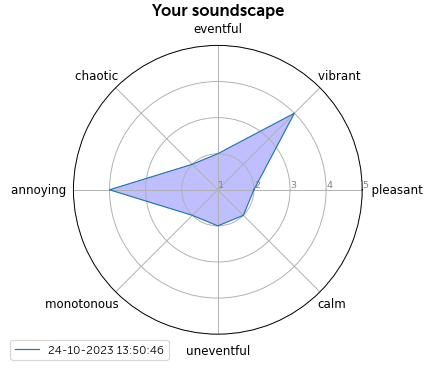 Your soundscape
eventful
chaotic
vibrant
annoying
1
2
3
4
5
pleasant
monotonous
calm
24-10-2023 13:50:46
uneventful